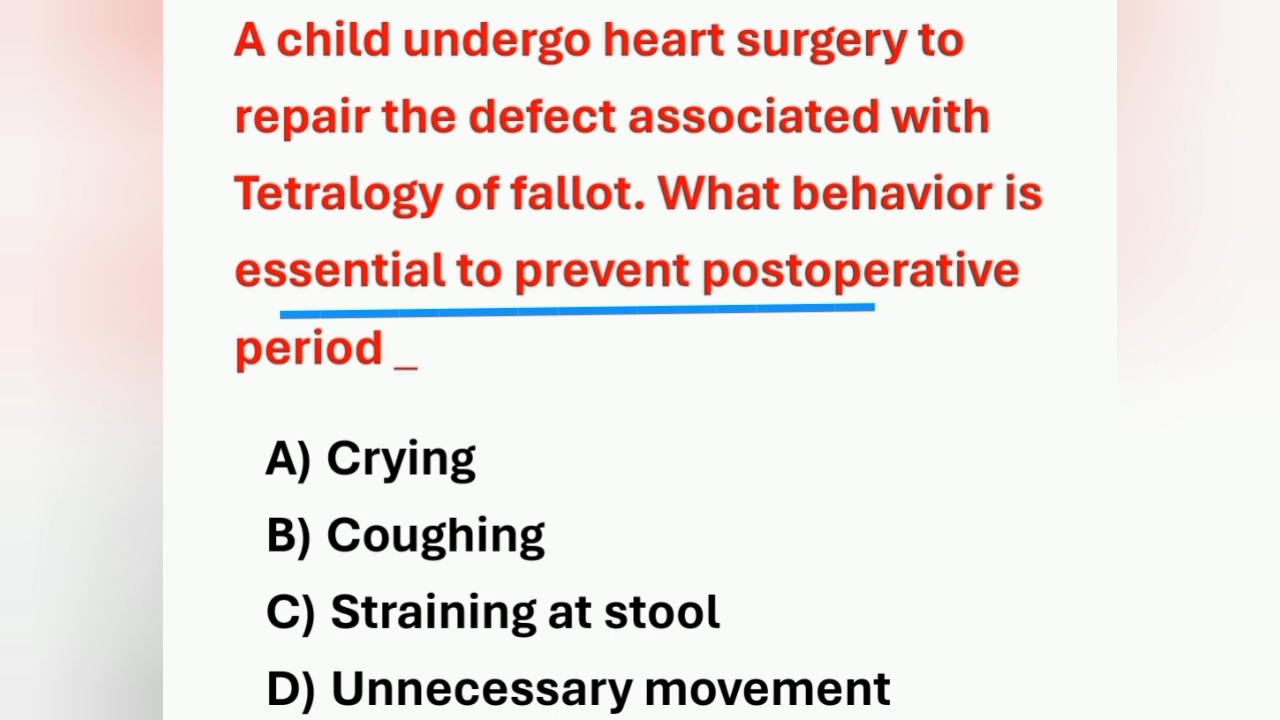 A child undergo heart surgery to
repair the defect associated with
Tetralogy of fallot. What behavior is
essential to prevent postoperative
period _
A) Crying
B) Coughing
C) Straining at stool
D) Unnecessary movement